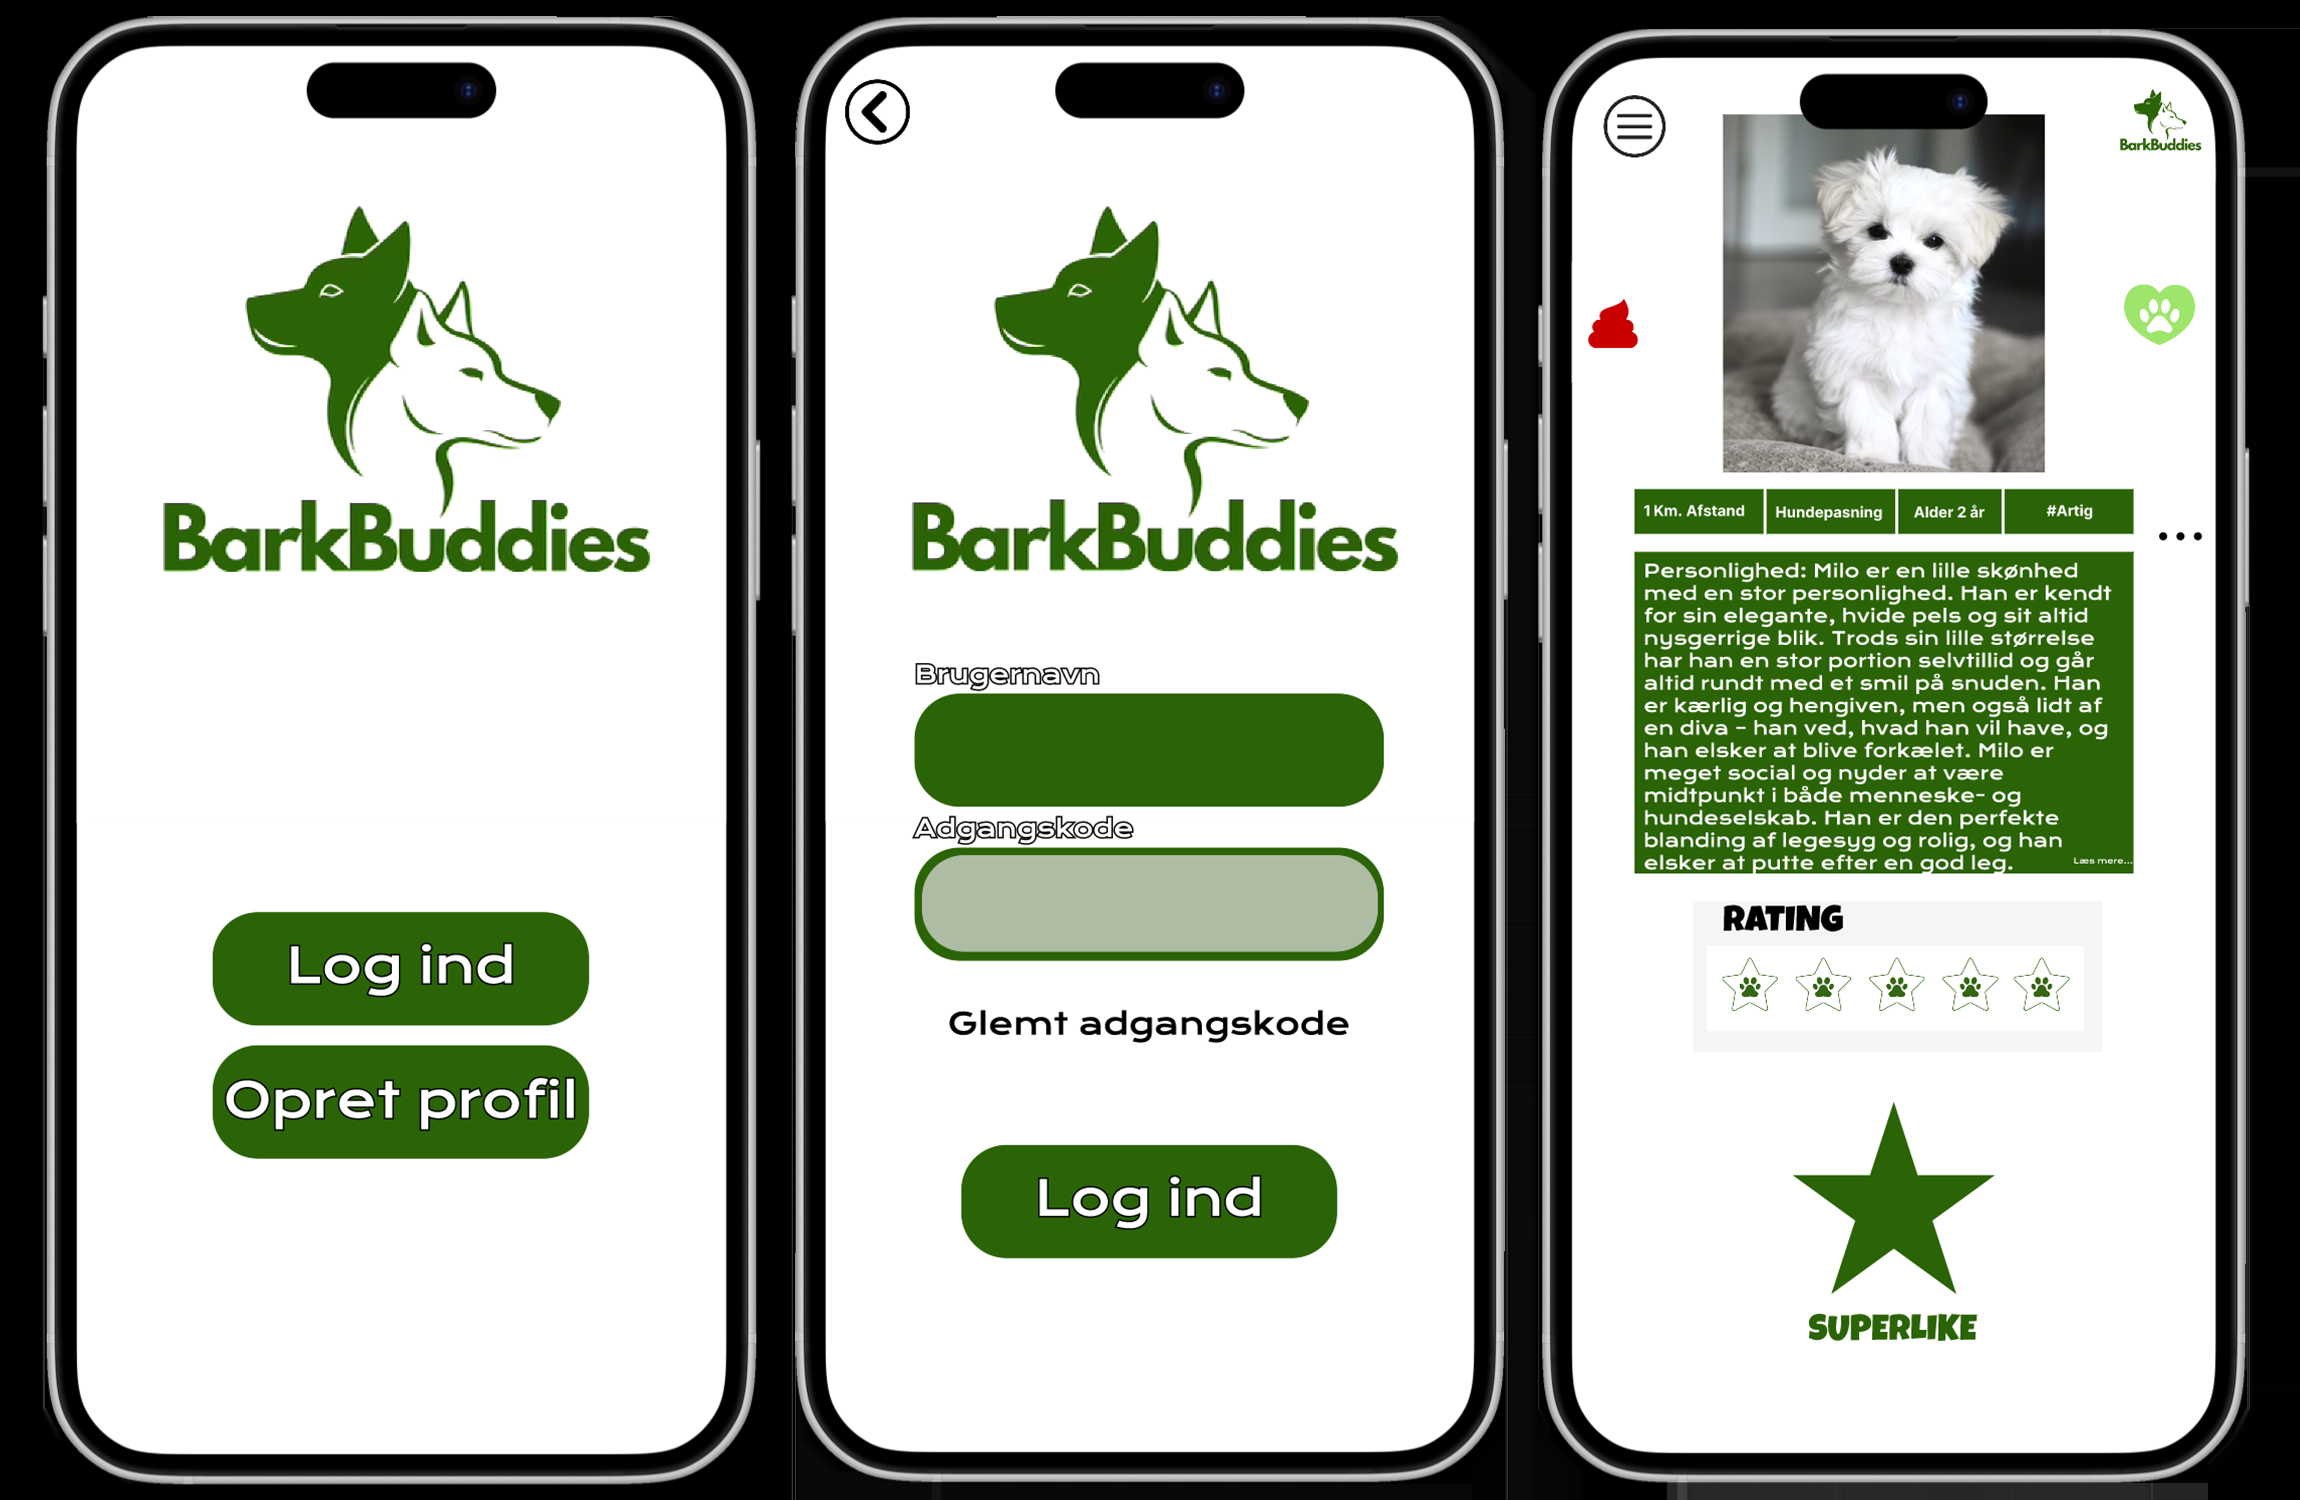 BarkBuddies
Log ind
Opret profil
BarkBuddies
Brugernavn
Adgangskode
Glemt adgangskode
Log ind
BarkBuddies
1 Km. Afstand
Hundepasning
Alder 2 år
#Artig
Personlighed: Milo er en lille skønhed
med en stor personlighed. Han er kendt
for sin elegante, hvide pels og sit altid
nysgerrige blik. Trods sin lille størrelse
har han en stor portion selvtillid og går
altid rundt med et smil på snuden. Han
er kærlig og hengiven, men også lidt af
en diva – han ved, hvad han vil have, og
han elsker at blive forkælet. Milo er
meget social og nyder at være
midtpunkt i både menneske- og
hundeselskab. Han er den perfekte
blanding af legesyg og rolig, og han
elsker at putte efter en god leg.
Læs mere...
RATING
SUPERLIKE